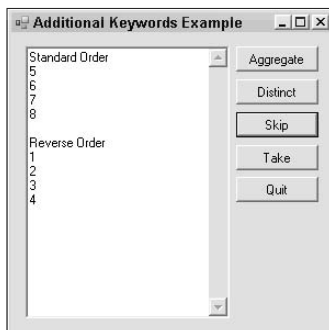 Additional Keywords Example
Standard Order
5
6
7
8
Reverse Order
1
2
3
4
Aggregate
Distinct
Skip
Take
Quit